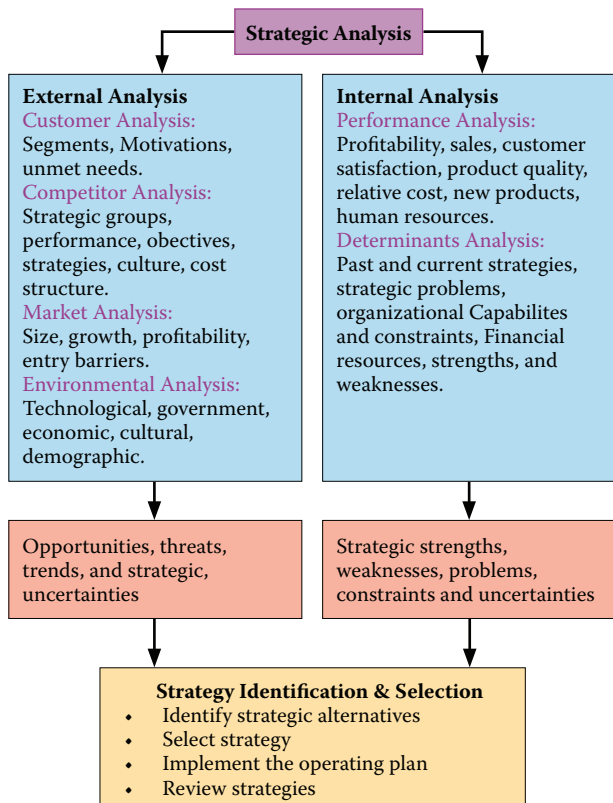 Strategic Analysis
External Analysis
Customer Analysis:
Segments, Motivations,
unmet needs.
Competitor Analysis:
Strategic groups,
performance, obectives,
strategies, culture, cost
structure.
Market Analysis:
Size, growth, profitability,
entry barriers.
Environmental Analysis:
Technological, government,
economic, cultural,
demographic.
Internal Analysis
Performance Analysis:
Profitability, sales, customer
satisfaction, product quality,
relative cost, new products,
human resources.
Determinants Analysis:
Past and current strategies,
strategic problems,
organizational Capabilites
and constraints, Financial
resources, strengths, and
weaknesses.
Opportunities, threats,
trends, and strategic,
uncertainties
Strategic strengths,
weaknesses, problems,
constraints and uncertainties
Strategy Identification & Selection
• Identify strategic alternatives
• Select strategy
• Implement the operating plan
• Review strategies